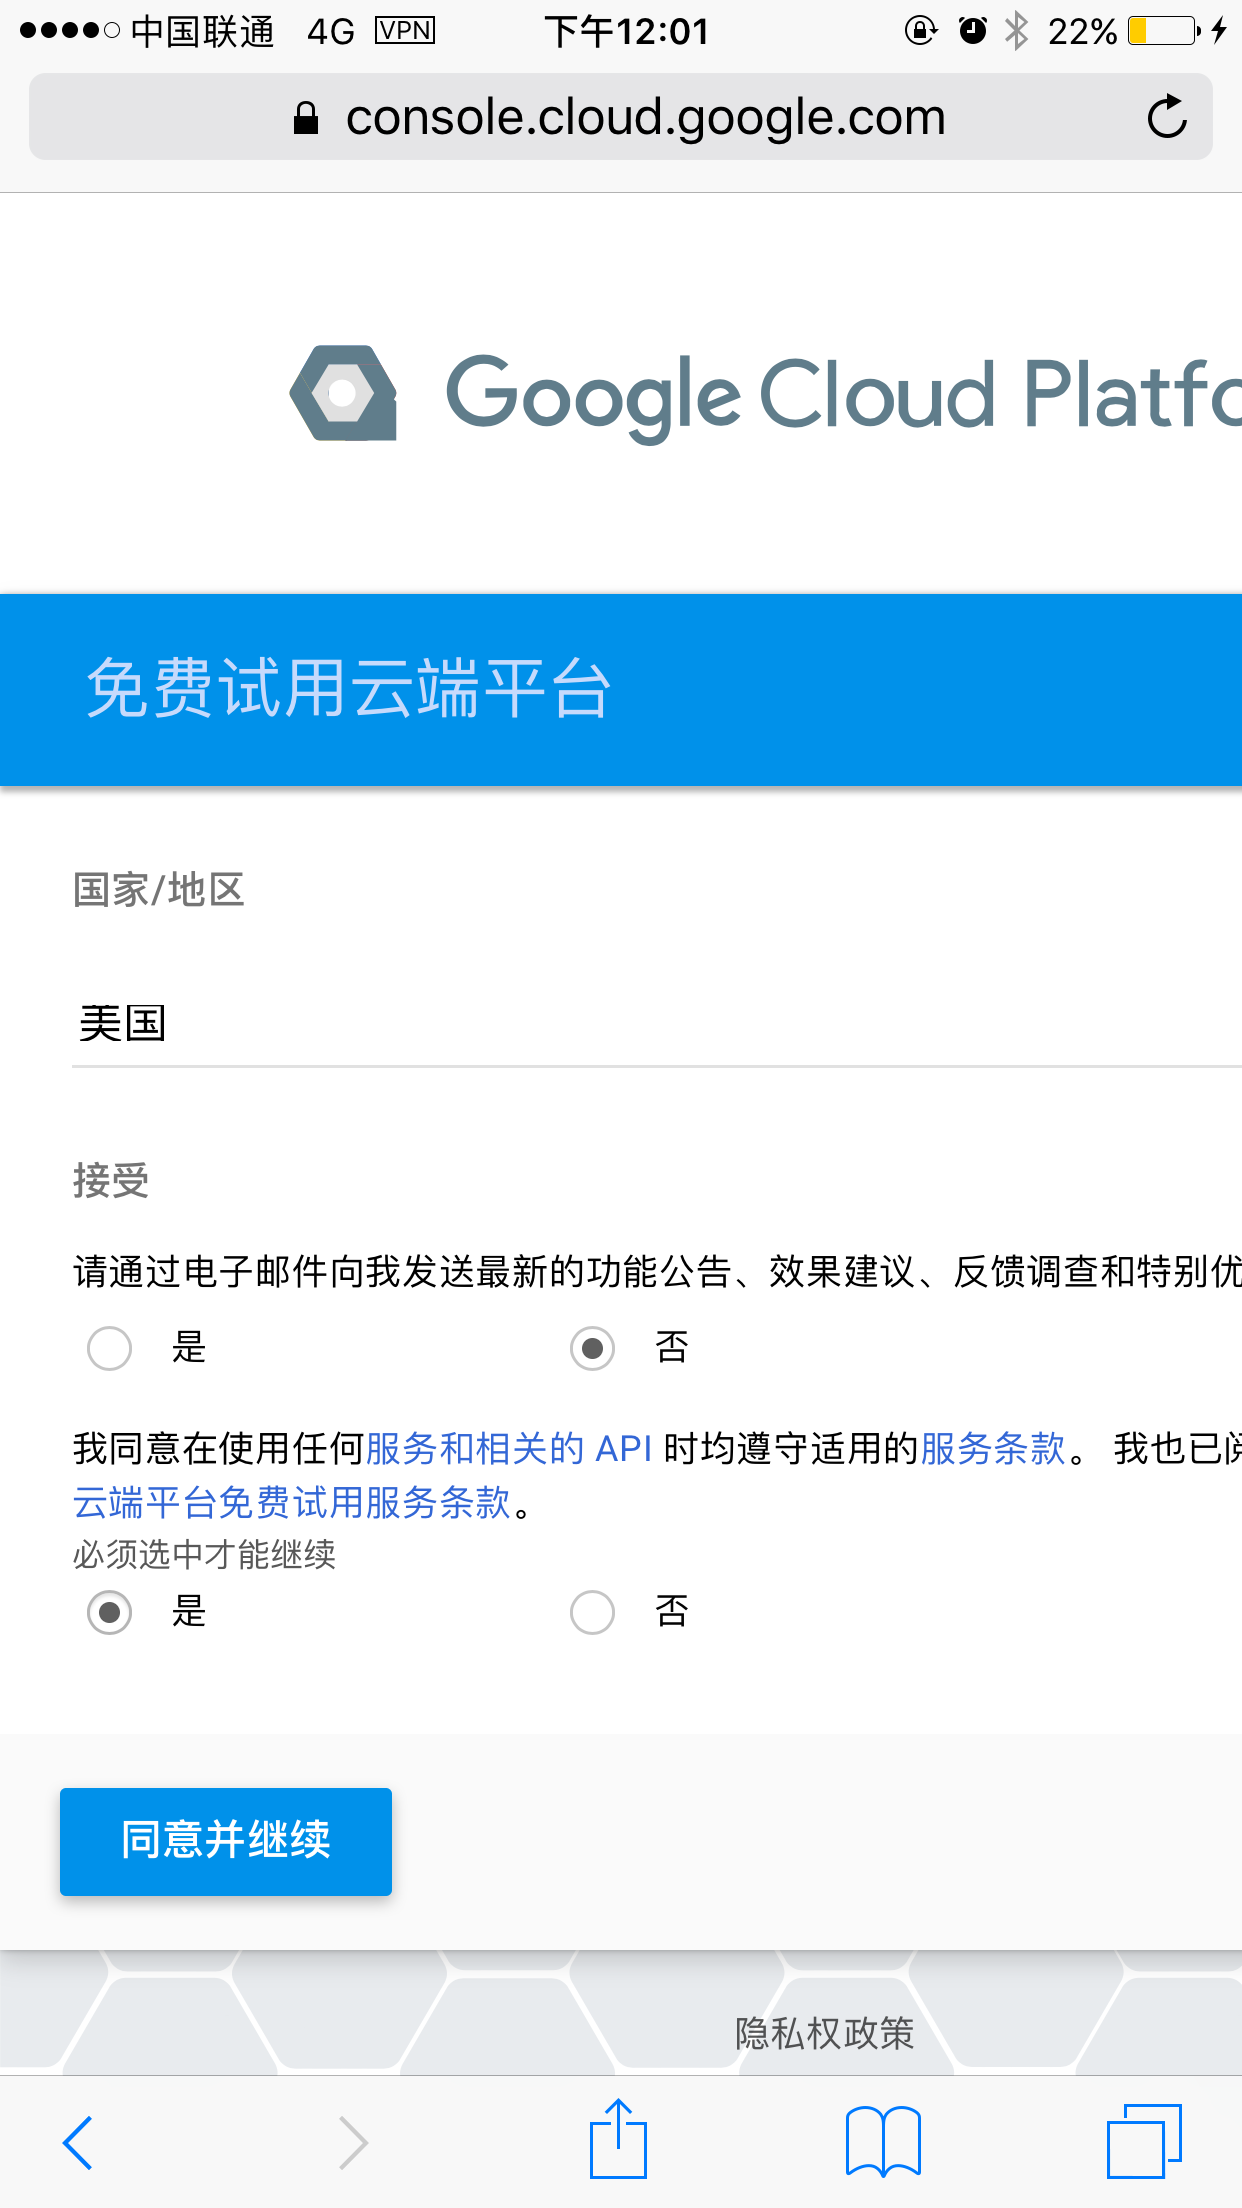 中国联通 4G VPN 下午12:01 22%
console.cloud.google.com
Google Cloud Platfo
免费试用云端平台
国家/地区
美国
接受
请通过电子邮件向我发送最新的功能公告、效果建议、反馈调查和特别优
是 否
我同意在使用任何服务和相关的 API 时均遵守适用的服务条款。 我也已阅
云端平台免费试用服务条款。
必须选中才能继续
是 否
同意并继续
隐私权政策